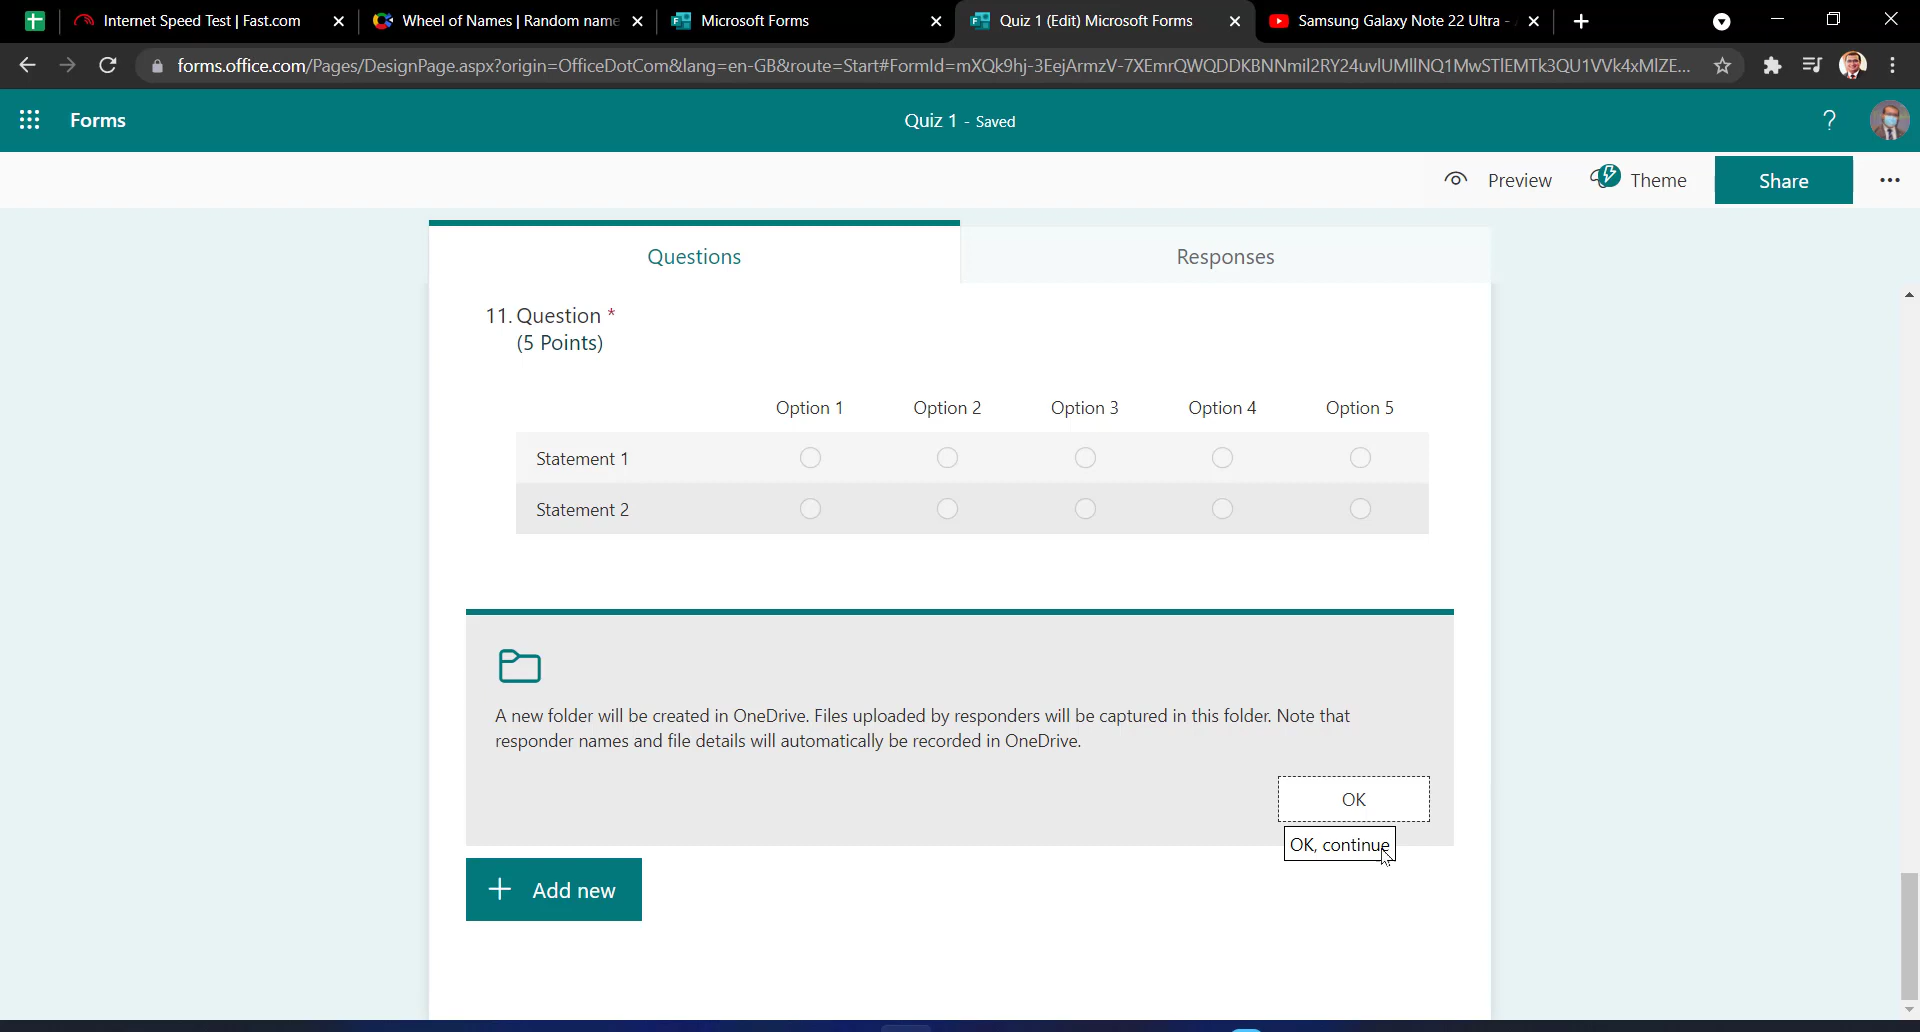 Internet Speed Test | Fast.com
Wheel of Names | Random name
Microsoft Forms
Quiz 1 (Edit) Microsoft Forms
Samsung Galaxy Note 22 Ultra -
forms.office.com/Pages/DesignPage.aspx?origin=OfficeDotCom&lang=en-GB&route=Start#FormId=mXQk9hj-3EejArmzV-7XEmrQWQDDKBNNmil2RY24uvlUMllNQ1MwSTlEMTk3QU1VVk4xMlZE...
Forms
Quiz 1 - Saved
?
Preview
Theme
Share
Questions
Responses
11. Question *
(5 Points)
Option 1 Option 2 Option 3 Option 4 Option 5
Statement 1
Statement 2
A new folder will be created in OneDrive. Files uploaded by responders will be captured in this folder. Note that
responder names and file details will automatically be recorded in OneDrive.
OK
OK, continue
+ Add new